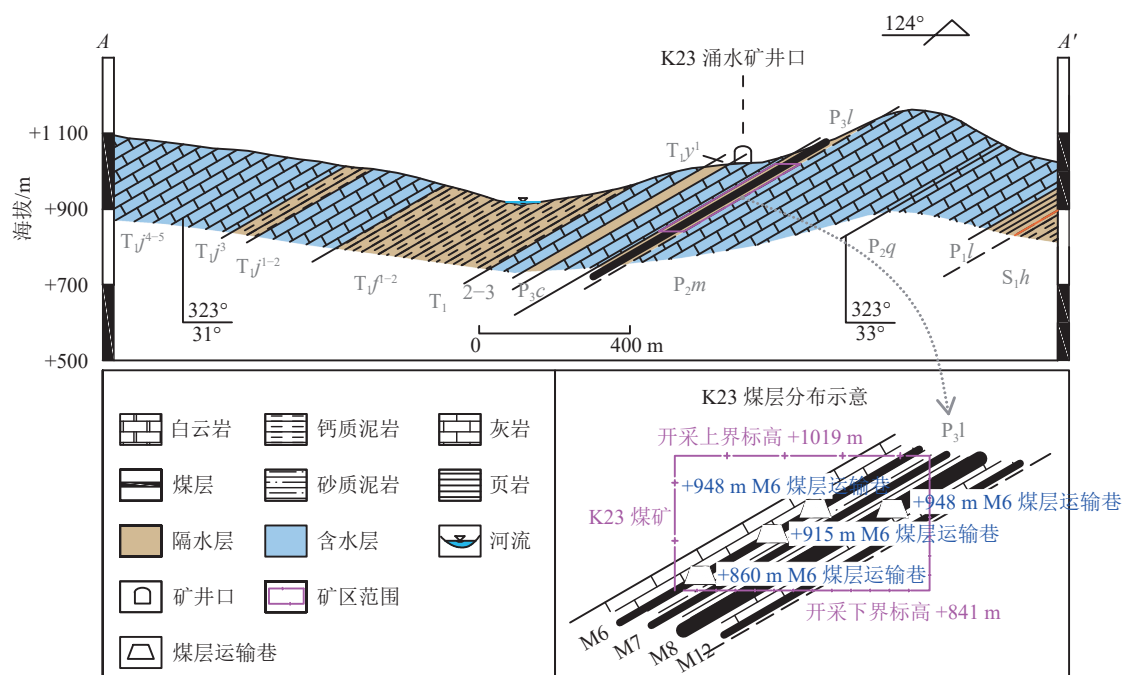 124°
A
A′
K23 涌水矿井口
+1 100
+900
+700
+500
海拔/m
P₃l
T₁y¹
T₁j⁴⁻⁵
T₁j³
T₁j¹⁻²
T₁f¹⁻²
T₁
2−3
P₃c
P₂m
P₂q
P₁l
S₁h
323°
31°
323°
33°
0
400 m
白云岩
钙质泥岩
灰岩
煤层
砂质泥岩
页岩
隔水层
含水层
河流
矿井口
矿区范围
煤层运输巷
K23 煤层分布示意
P₃l
开采上界标高 +1019 m
+948 m M6 煤层运输巷
+948 m M6 煤层运输巷
K23 煤矿
+915 m M6 煤层运输巷
+860 m M6 煤层运输巷
开采下界标高 +841 m
M6
M7
M8
M12